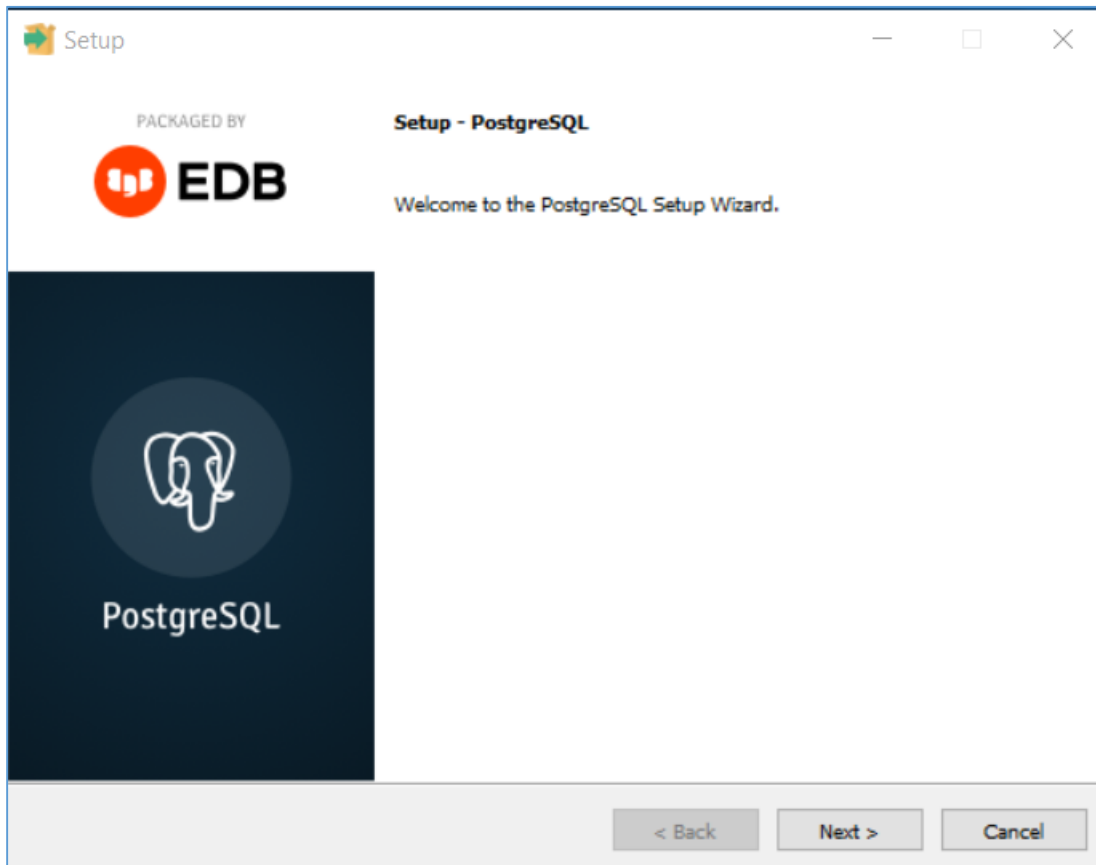 Setup
PACKAGED BY
EDB
Setup - PostgreSQL
Welcome to the PostgreSQL Setup Wizard.
PostgreSQL
< Back
Next >
Cancel